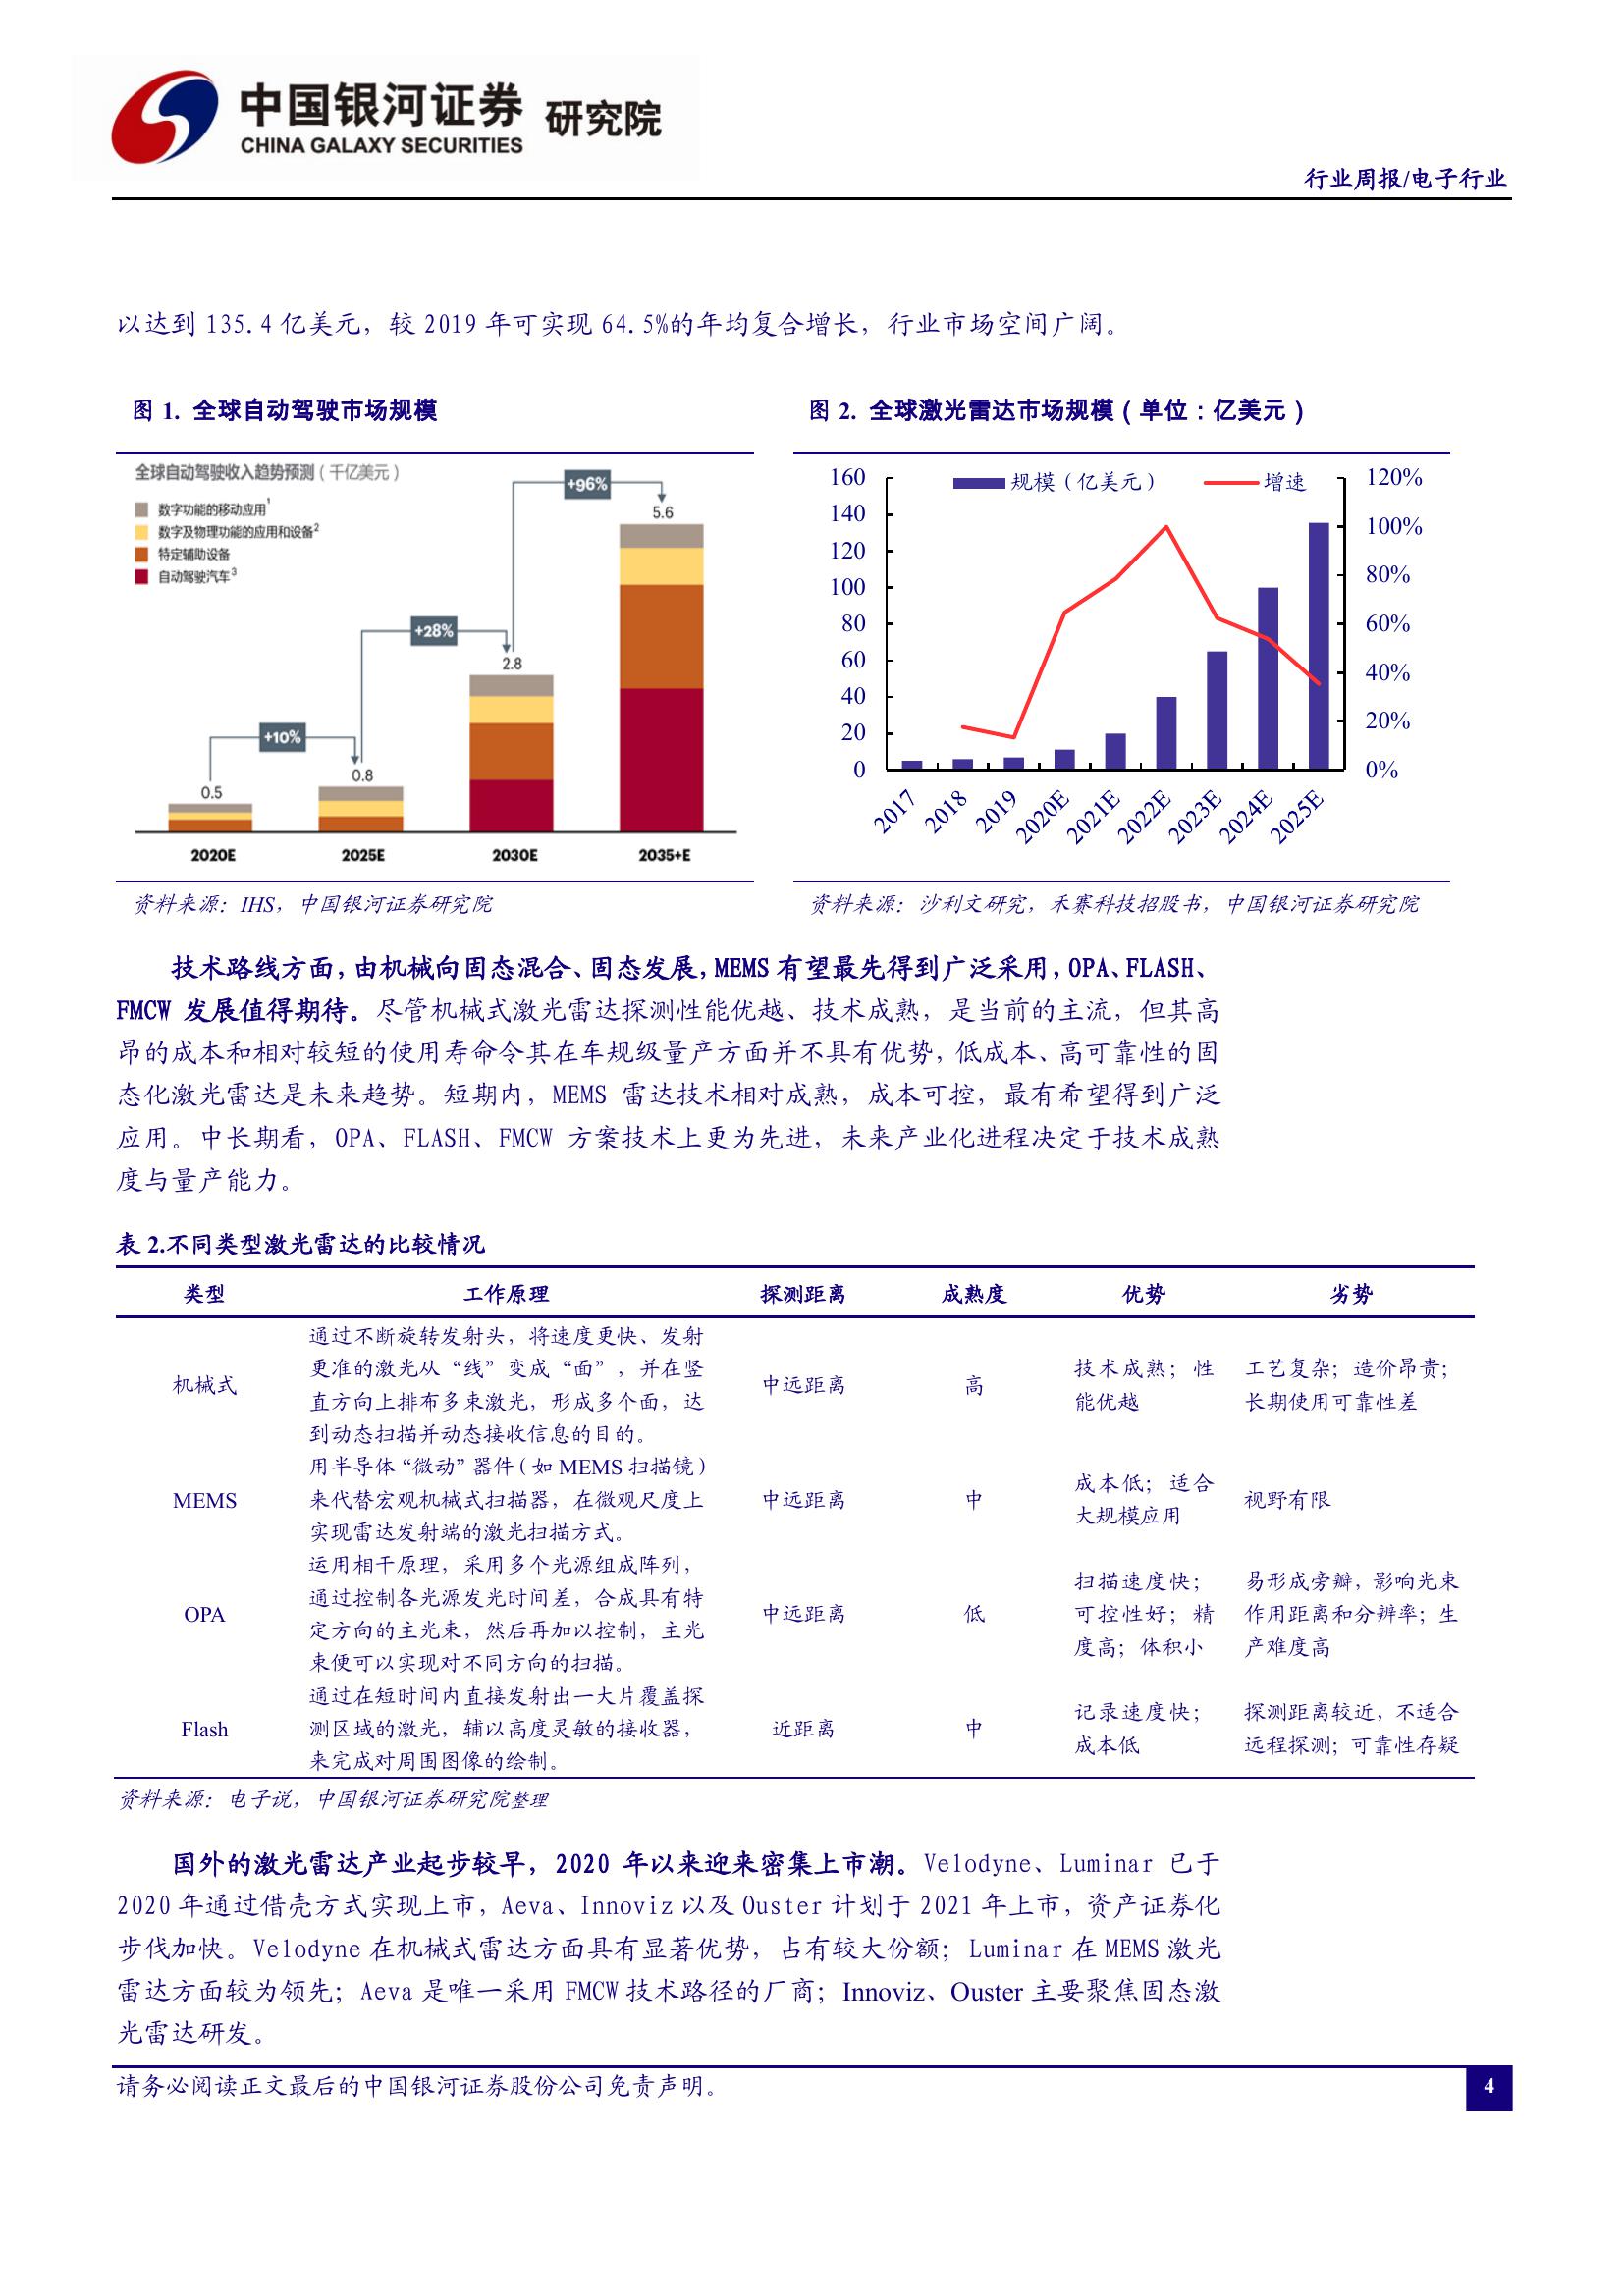 中国银河证券 研究院
CHINA GALAXY SECURITIES
行业周报/电子行业
以达到 135.4 亿美元，较 2019 年可实现 64.5%的年均复合增长，行业市场空间广阔。
图 1. 全球自动驾驶市场规模
全球自动驾驶收入趋势预测（千亿美元）
数字功能的移动应用1
数字及物理功能的应用和设备2
特定辅助设备
自动驾驶汽车3
+10%
+28%
+96%
0.5
0.8
2.8
5.6
2020E 2025E 2030E 2035+E
资料来源：IHS，中国银河证券研究院
图 2. 全球激光雷达市场规模（单位：亿美元）
规模（亿美元） 增速
160 120%
140 100%
120 80%
100 60%
80 40%
60 20%
40 0%
20
0
2017 2018 2019 2020E 2021E 2022E 2023E 2024E 2025E
资料来源：沙利文研究，禾赛科技招股书，中国银河证券研究院
技术路线方面，由机械向固态混合、固态发展，MEMS 有望最先得到广泛采用，OPA、FLASH、
FMCW 发展值得期待。尽管机械式激光雷达探测性能优越、技术成熟，是当前的主流，但其高
昂的成本和相对较短的使用寿命令其在车规级量产方面并不具有优势，低成本、高可靠性的固
态化激光雷达是未来趋势。短期内，MEMS 雷达技术相对成熟，成本可控，最有希望得到广泛
应用。中长期看，OPA、FLASH、FMCW 方案技术上更为先进，未来产业化进程决定于技术成熟
度与量产能力。
表 2.不同类型激光雷达的比较情况
类型 工作原理 探测距离 成熟度 优势 劣势
机械式
通过不断旋转发射头，将速度更快、发射
更准的激光从“线”变成“面”，并在竖
直方向上排布多束激光，形成多个面，达
到动态扫描并动态接收信息的目的。
中远距离
高
技术成熟；性
能优越
工艺复杂；造价昂贵；
长期使用可靠性差
MEMS
用半导体“微动”器件（如 MEMS 扫描镜）
来代替宏观机械式扫描器，在微观尺度上
实现雷达发射端的激光扫描方式。
中远距离
中
成本低；适合
大规模应用
视野有限
OPA
运用相干原理，采用多个光源组成阵列，
通过控制各光源发光时间差，合成具有特
定方向的主光束，然后再加以控制，主光
束便可以实现对不同方向的扫描。
中远距离
低
扫描速度快；
可控性好；精
度高；体积小
易形成旁瓣，影响光束
作用距离和分辨率；生
产难度高
Flash
通过在短时间内直接发射出一大片覆盖探
测区域的激光，辅以高度灵敏的接收器，
来完成对周围图像的绘制。
近距离
中
记录速度快；
成本低
探测距离较近，不适合
远程探测；可靠性存疑
资料来源：电子说，中国银河证券研究院整理
国外的激光雷达产业起步较早，2020 年以来迎来密集上市潮。Velodyne、Luminar 已于
2020 年通过借壳方式实现上市，Aeva、Innoviz 以及 Ouster 计划于 2021 年上市，资产证券化
步伐加快。Velodyne 在机械式雷达方面具有显著优势，占有较大份额；Luminar 在 MEMS 激光
雷达方面较为领先；Aeva 是唯一采用 FMCW 技术路径的厂商；Innoviz、Ouster 主要聚焦固态激
光雷达研发。
请务必阅读正文最后的中国银河证券股份公司免责声明。
4